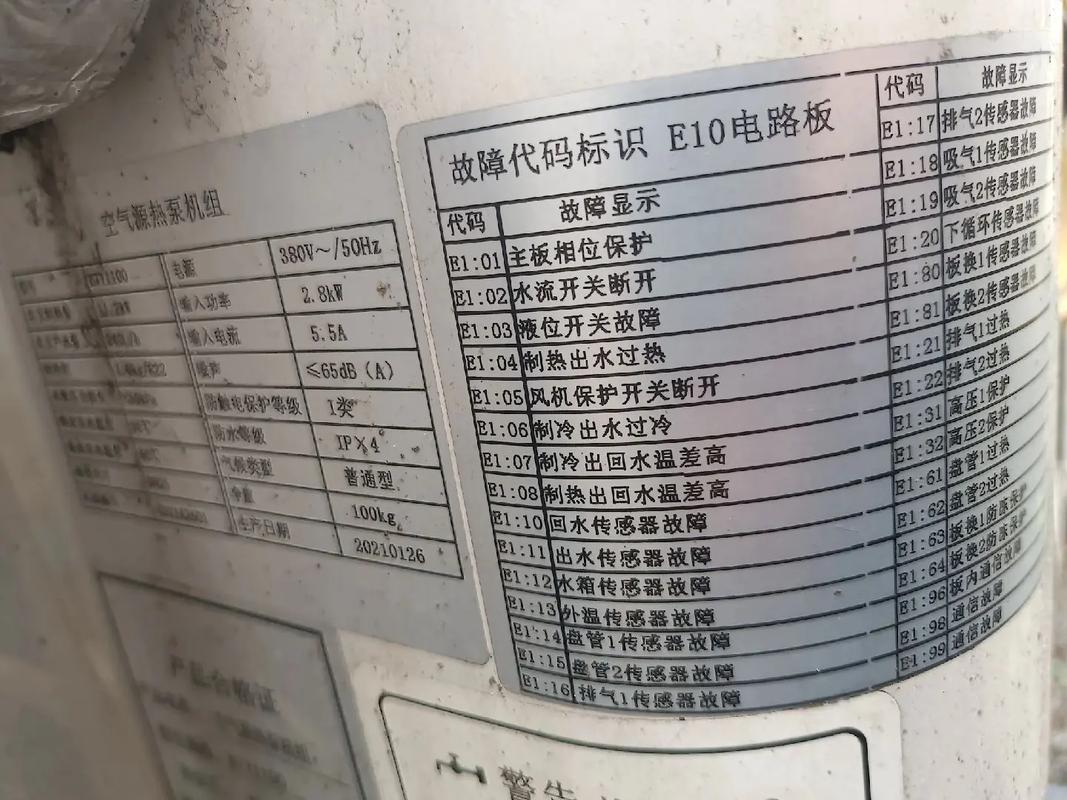 空气源热泵机组
电源 380V～/50Hz
输入功率 2.8kW
输入电流 5.5A
噪声 ≤65dB（A）
防触电保护等级 I类
防水等级 IP×4
气候类型 普通型
100kg
生产日期 20210126
故障代码标识 E10电路板
代码 故障显示
E1:01 主板相位保护
E1:02 水流开关断开
E1:03 液位开关故障
E1:04 制热出水过热
E1:05 风机保护开关断开
E1:06 制冷出水过冷
E1:07 制冷出回水温差高
E1:08 制热出回水温差高
E1:10 回水传感器故障
E1:11 出水传感器故障
E1:12 水箱传感器故障
E1:13 外温传感器故障
E1:14 盘管1传感器故障
E1:15 盘管2传感器故障
E1:16 排气1传感器故障
代码 故障显示
E1:17 排气2传感器故障
E1:18 吸气1传感器故障
E1:19 吸气2传感器故障
E1:20 下循环传感器故障
E1:80 板换1传感器故障
E1:81 板换2传感器故障
E1:21 排气1过热
E1:22 排气2过热
E1:31 高压1保护
E1:32 高压2保护
E1:61 盘管1过热
E1:62 盘管2过热
E1:63 板换1防冻保护
E1:64 板换2防冻保护
E1:96 板内通信故障
E1:98 通信故障
E1:99 通信故障
产品合格证
警告